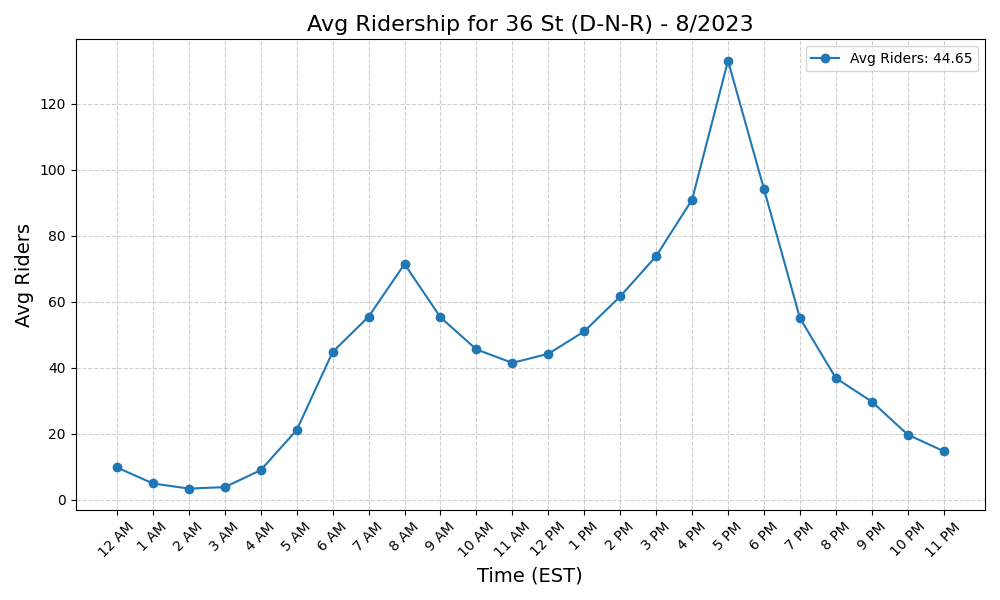 Avg Ridership for 36 St (D-N-R) - 8/2023
Avg Riders: 44.65
Avg Riders
120
100
80
60
40
20
0
12 AM
1 AM
2 AM
3 AM
4 AM
5 AM
6 AM
7 AM
8 AM
9 AM
10 AM
11 AM
12 PM
1 PM
2 PM
3 PM
4 PM
5 PM
6 PM
7 PM
8 PM
9 PM
10 PM
11 PM
Time (EST)